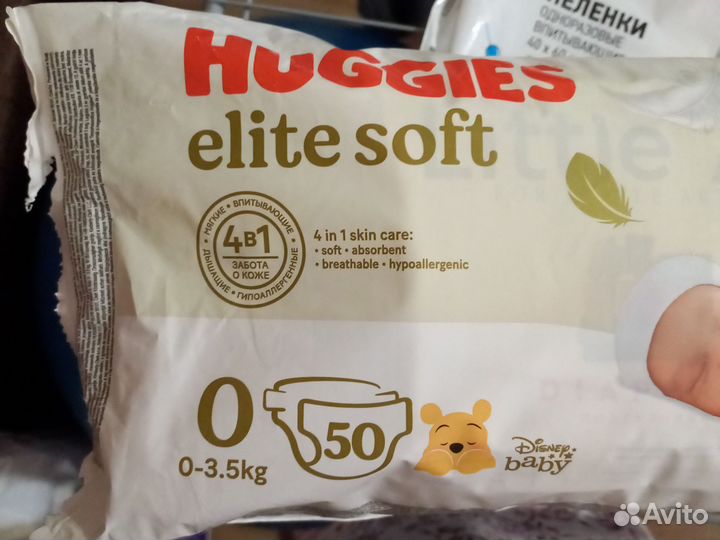 ПЕЛЕНКИ
ОДНОРАЗОВЫЕ
ВПИТЫВАЮЩИЕ
HUGGIES
elite soft
МЯГКИЕ • ВПИТЫВАЮЩИЕ • ДЫШАЩИЕ • ГИПОАЛЛЕРГЕННЫЕ
4В1
ЗАБОТА
О КОЖЕ
4 in 1 skin care:
• soft • absorbent
• breathable • hypoallergenic
0
50
0-3.5kg
Disney
baby
Avito